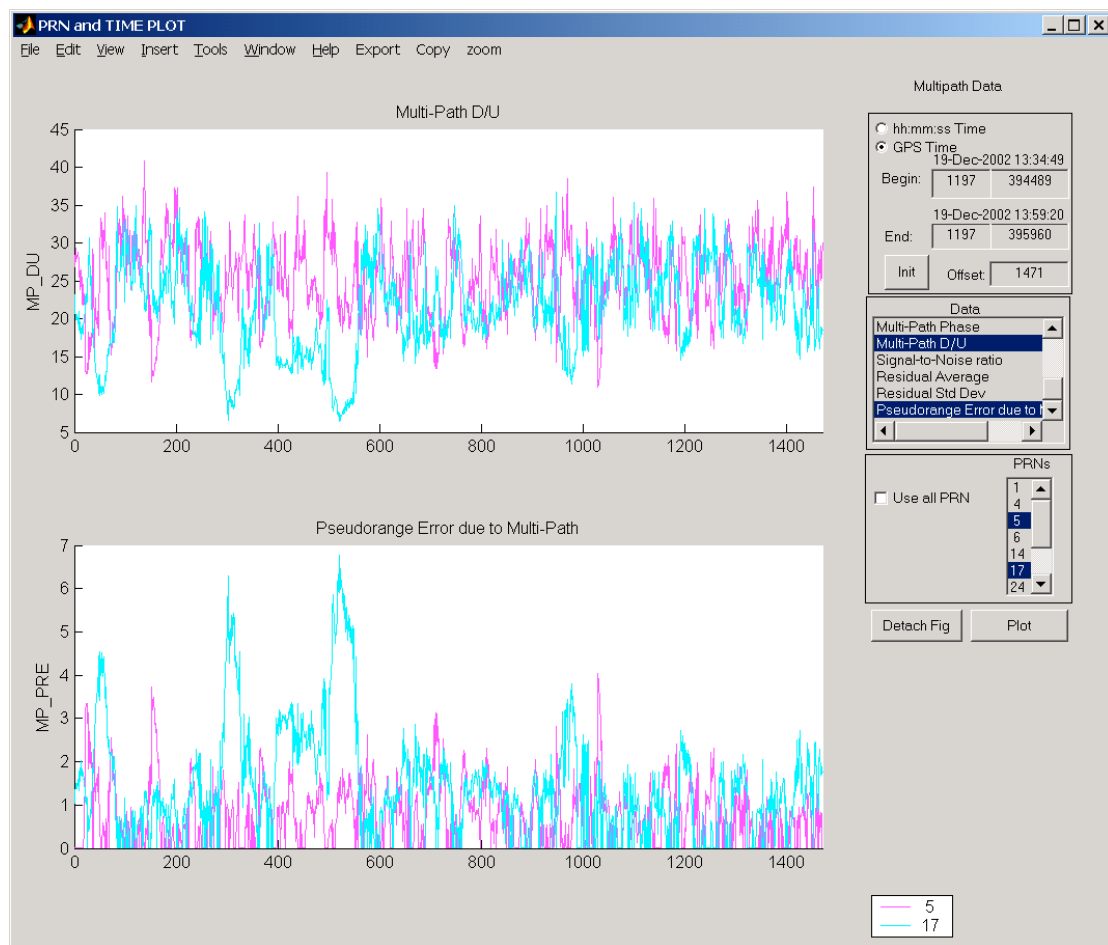 PRN and TIME PLOT
File Edit View Insert Tools Window Help Export Copy zoom
Multi-Path D/U
MP_DU
45
40
35
30
25
20
15
10
5
0 200 400 600 800 1000 1200 1400
Pseudorange Error due to Multi-Path
MP_PRE
7
6
5
4
3
2
1
0
0 200 400 600 800 1000 1200 1400
Multipath Data
hh:mm:ss Time
GPS Time
19-Dec-2002 13:34:49
Begin: 1197 394489
19-Dec-2002 13:59:20
End: 1197 395960
Init Offset: 1471
Data
Multi-Path Phase
Multi-Path D/U
Signal-to-Noise ratio
Residual Average
Residual Std Dev
Pseudorange Error due to
PRNs
Use all PRN
1
4
5
6
14
17
24
Detach Fig Plot
5
17